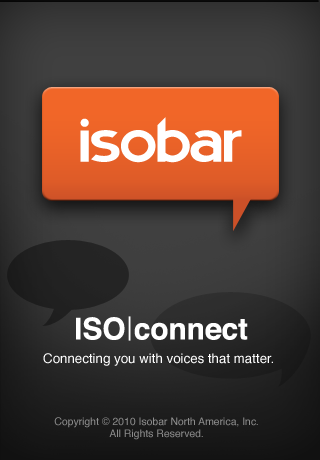 isobar
ISO|connect
Connecting you with voices that matter.
Copyright © 2010 Isobar North America, Inc.
All Rights Reserved.